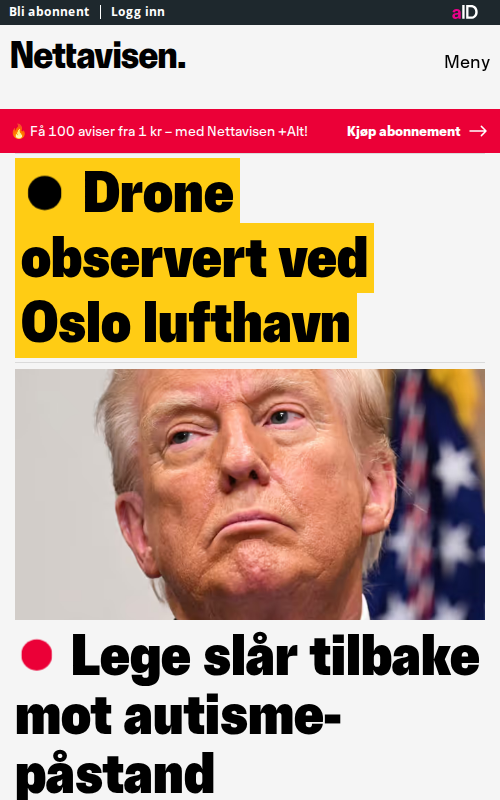 Bli abonnent | Logg inn
aID
Nettavisen.
Meny
🔥 Få 100 aviser fra 1 kr – med Nettavisen +Alt!
Kjøp abonnement →
Drone
observert ved
Oslo lufthavn
Lege slår tilbake
mot autisme-
påstand